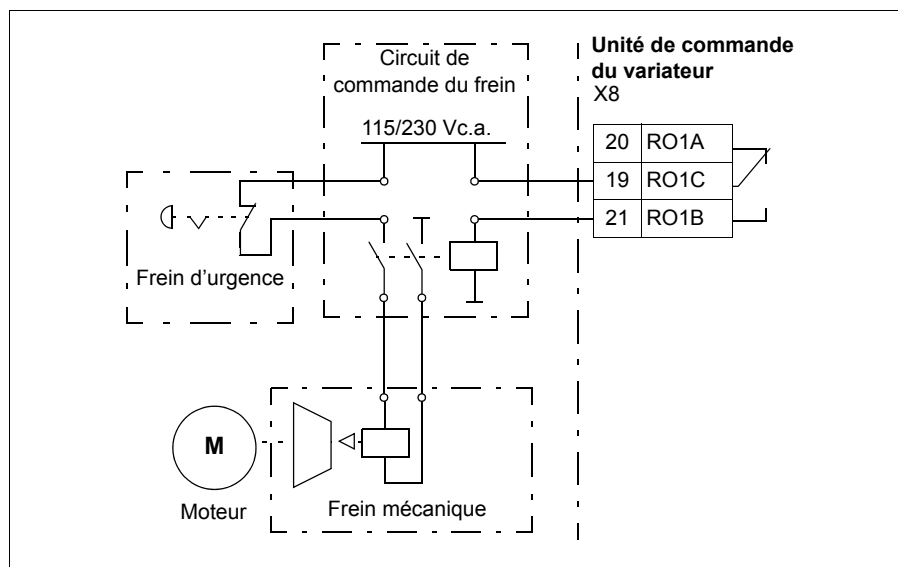 Circuit de
commande du frein
115/230 Vc.a.
Unité de commande
du variateur
X8
20 RO1A
19 RO1C
21 RO1B
Frein d’urgence
M
Moteur
Frein mécanique